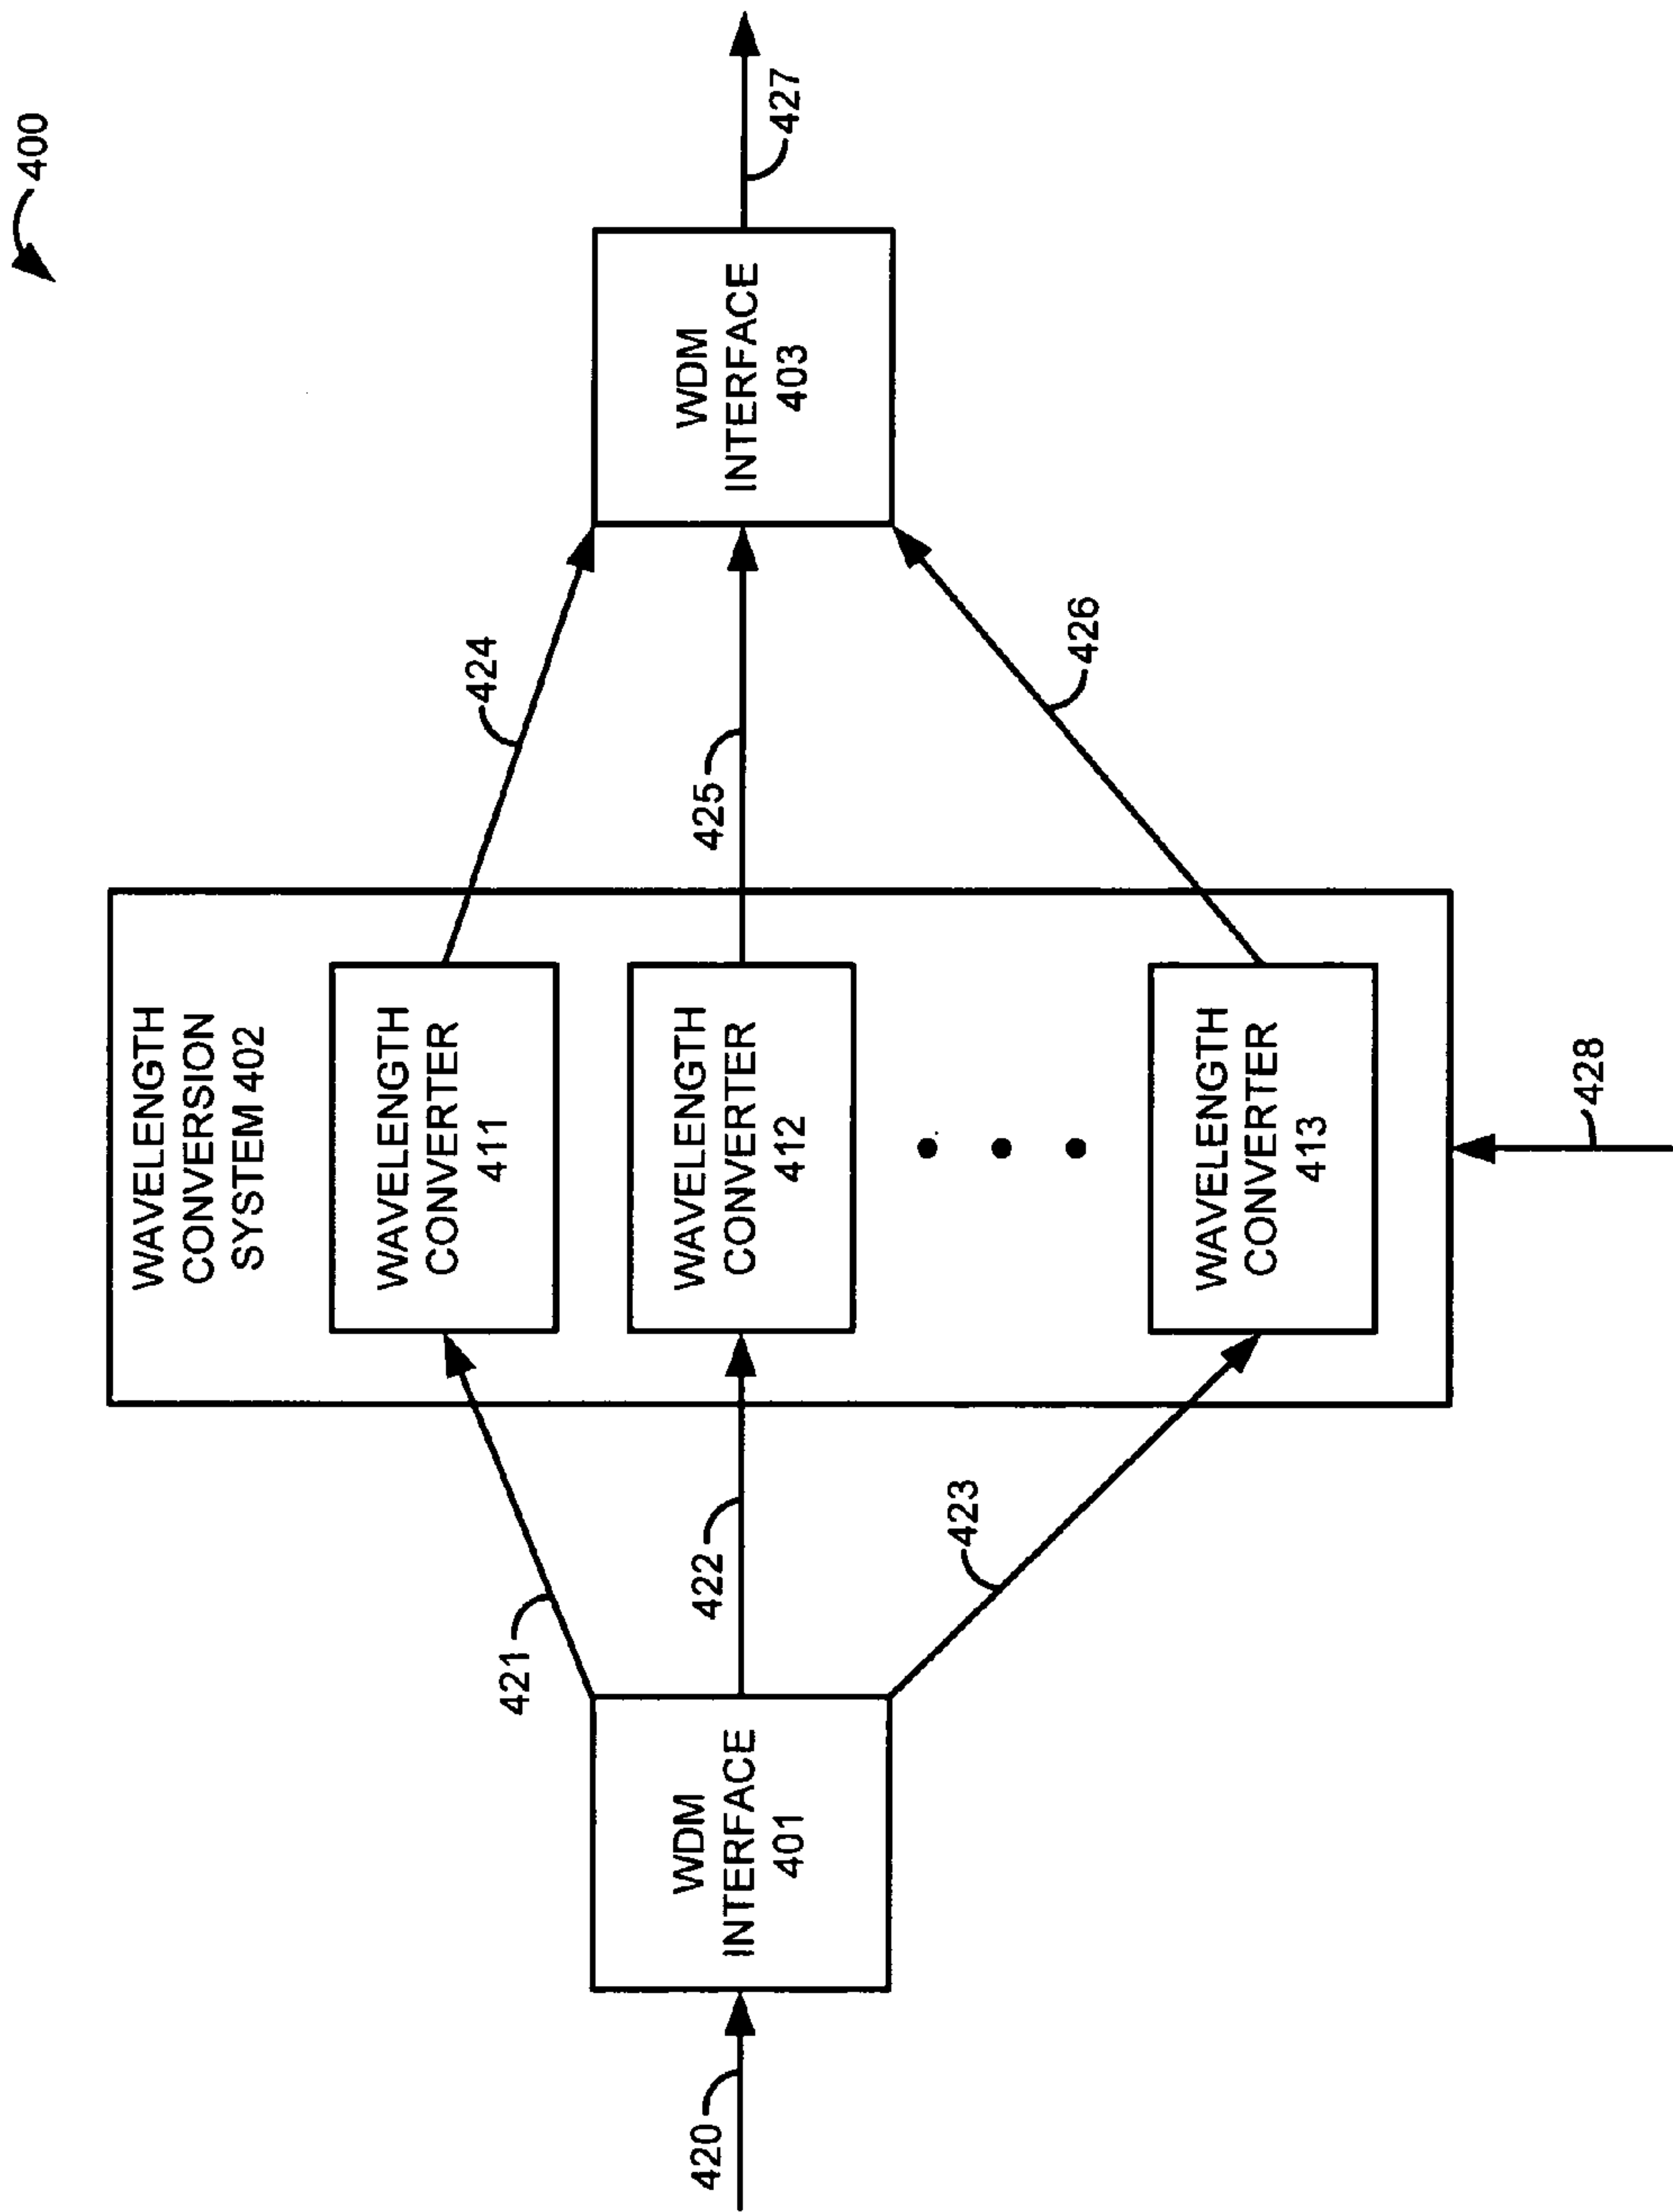 400
WAVELENGTH
CONVERSION
SYSTEM 402
WAVELENGTH
CONVERTER
411
WAVELENGTH
CONVERTER
412
WAVELENGTH
CONVERTER
413
WDM
INTERFACE
401
WDM
INTERFACE
403
420
421
422
423
424
425
426
427
428